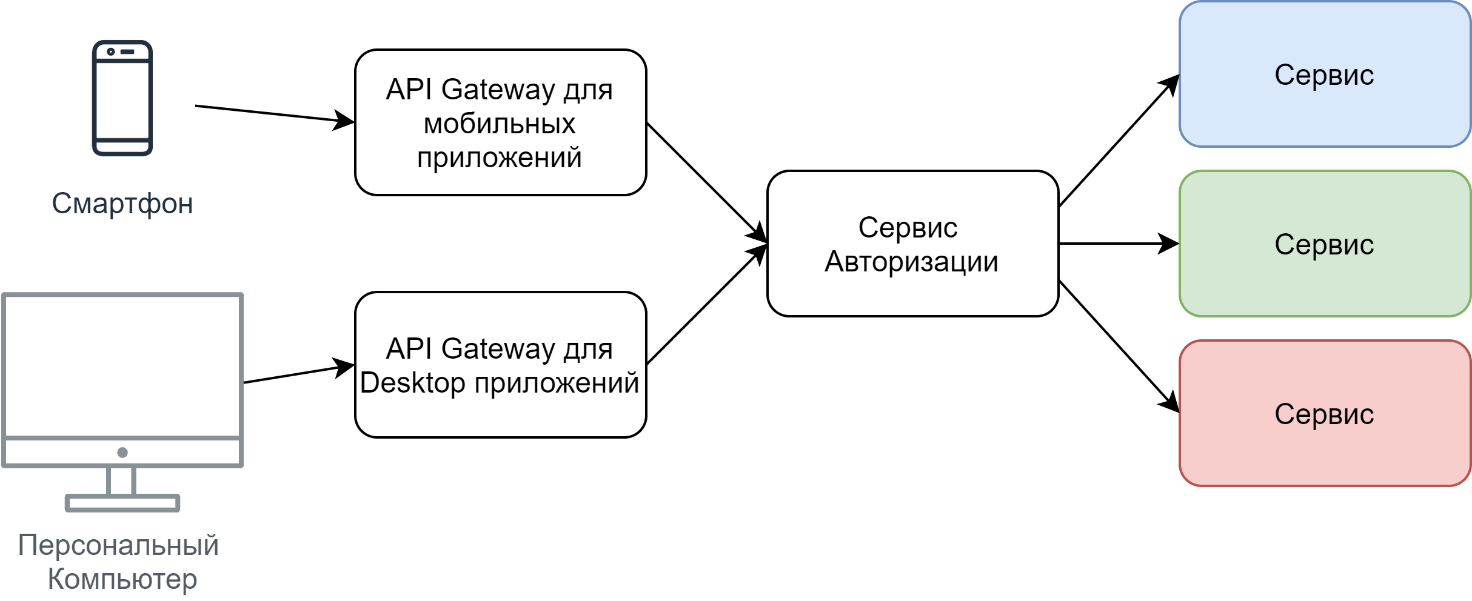 Смартфон
API Gateway для
мобильных
приложений
Персональный
Компьютер
API Gateway для
Desktop приложений
Сервис
Авторизации
Сервис
Сервис
Сервис